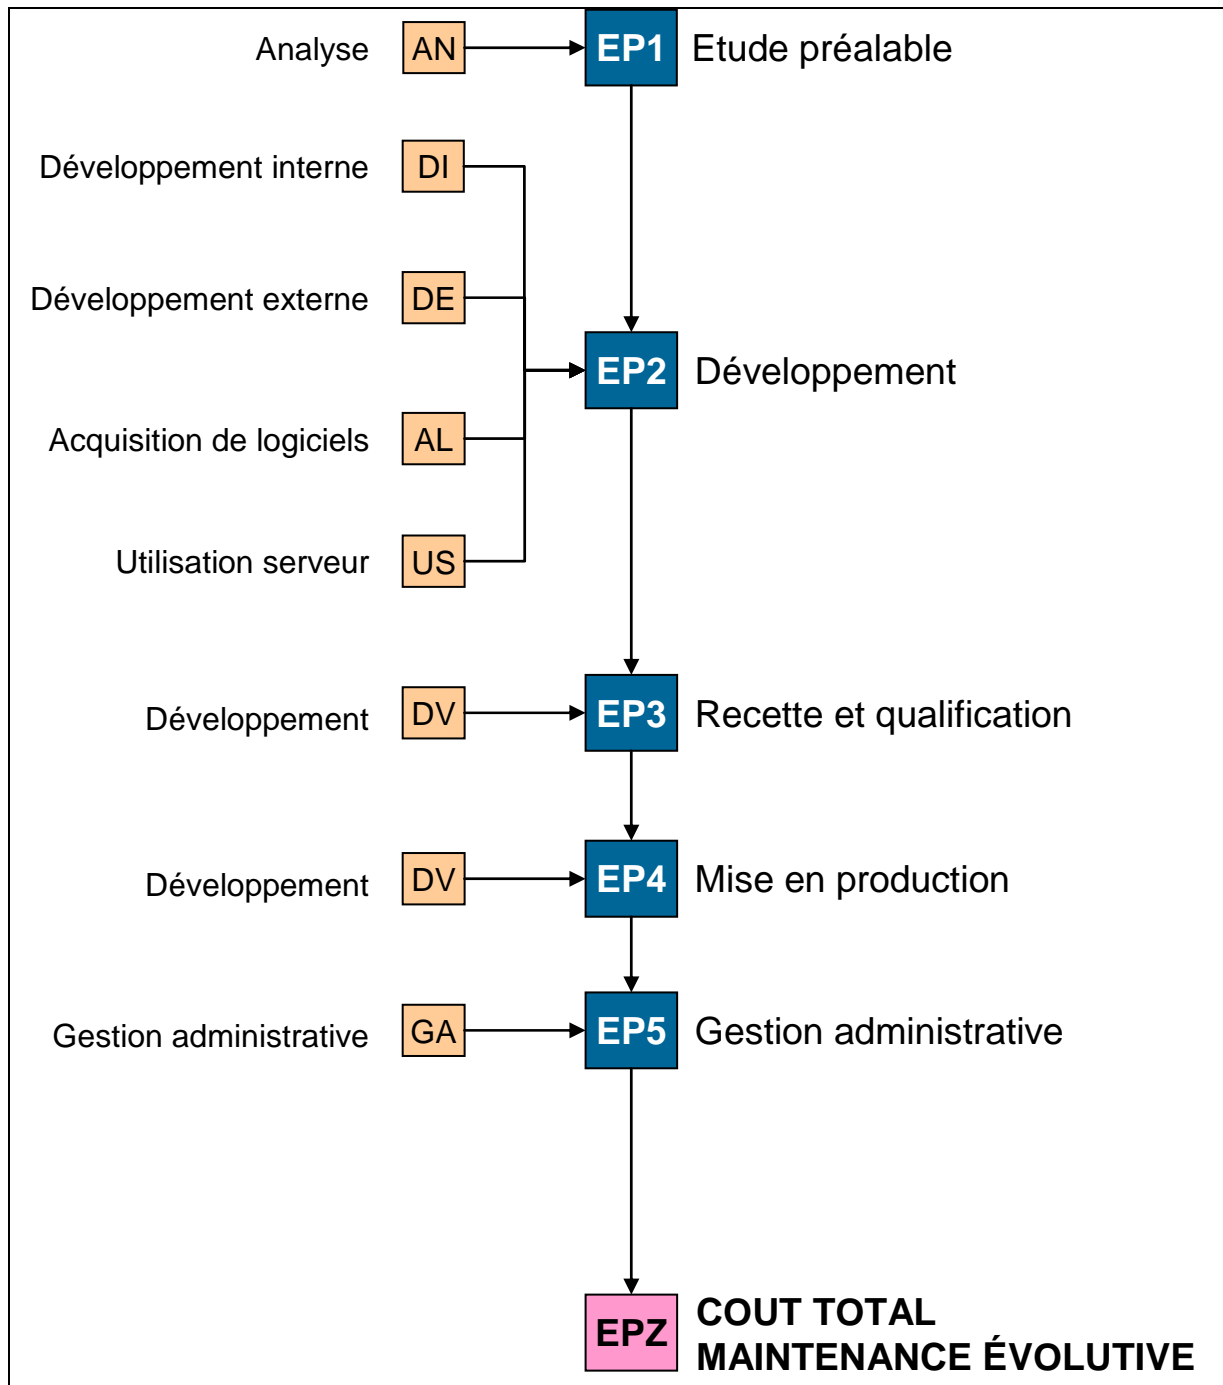 Analyse AN EP1 Etude préalable
Développement interne DI
Développement externe DE
EP2 Développement
Acquisition de logiciels AL
Utilisation serveur US
Développement DV EP3 Recette et qualification
Développement DV EP4 Mise en production
Gestion administrative GA EP5 Gestion administrative
EPZ COUT TOTAL
MAINTENANCE ÉVOLUTIVE